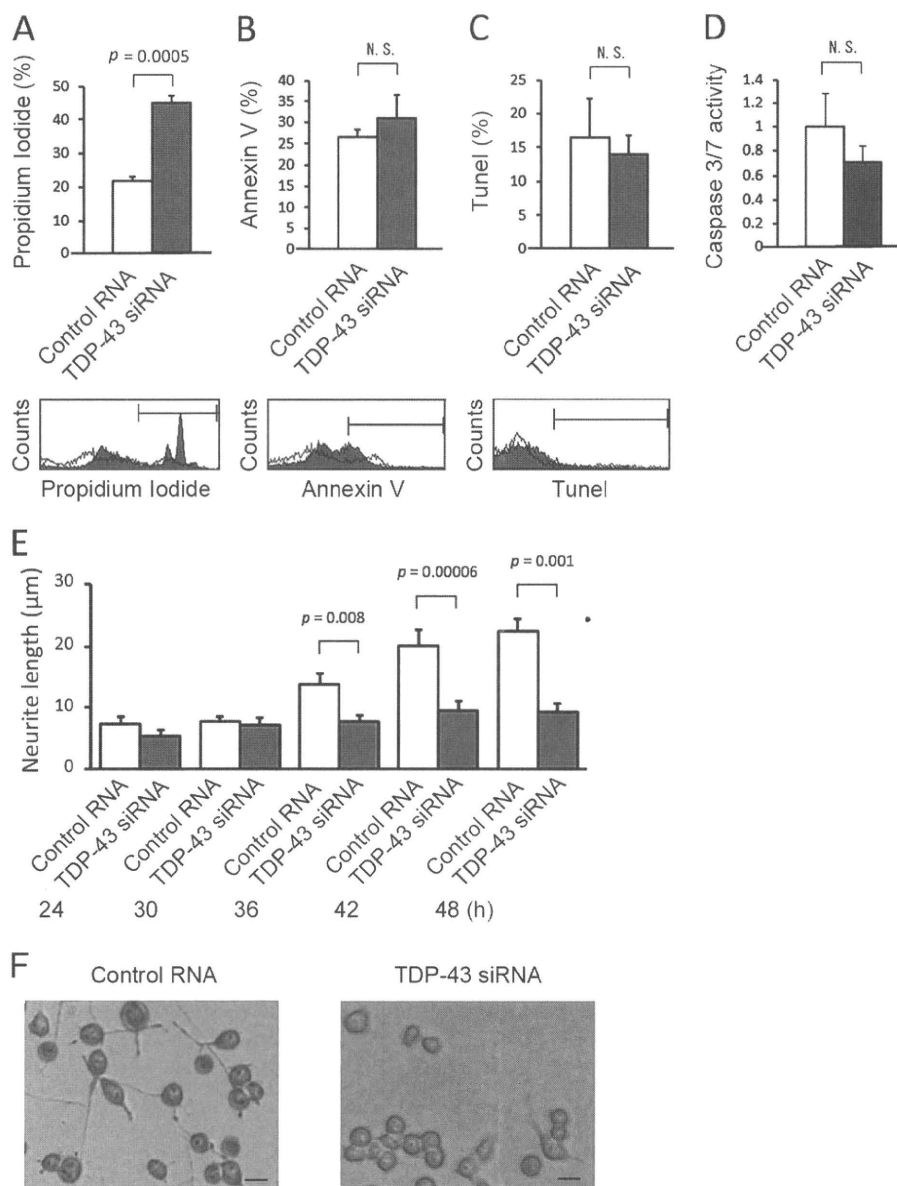 A
B
C
D
p = 0.0005
N. S.
N. S.
N. S.
Propidium Iodide (%)
50
40
30
20
10
0
Control RNA
TDP-43 siRNA
Annexin V (%)
40
35
30
25
20
15
10
5
0
Control RNA
TDP-43 siRNA
Tunel (%)
25
20
15
10
5
0
Control RNA
TDP-43 siRNA
Caspase 3/7 activity
1.4
1.2
1
0.8
0.6
0.4
0.2
0
Control RNA
TDP-43 siRNA
Counts
Propidium Iodide
Counts
Annexin V
Counts
Tunel
E
Neurite length (µm)
30
20
10
0
p = 0.008
p = 0.00006
p = 0.001
Control RNA
TDP-43 siRNA
Control RNA
TDP-43 siRNA
Control RNA
TDP-43 siRNA
Control RNA
TDP-43 siRNA
Control RNA
TDP-43 siRNA
24 30 36 42 48 (h)
F
Control RNA
TDP-43 siRNA